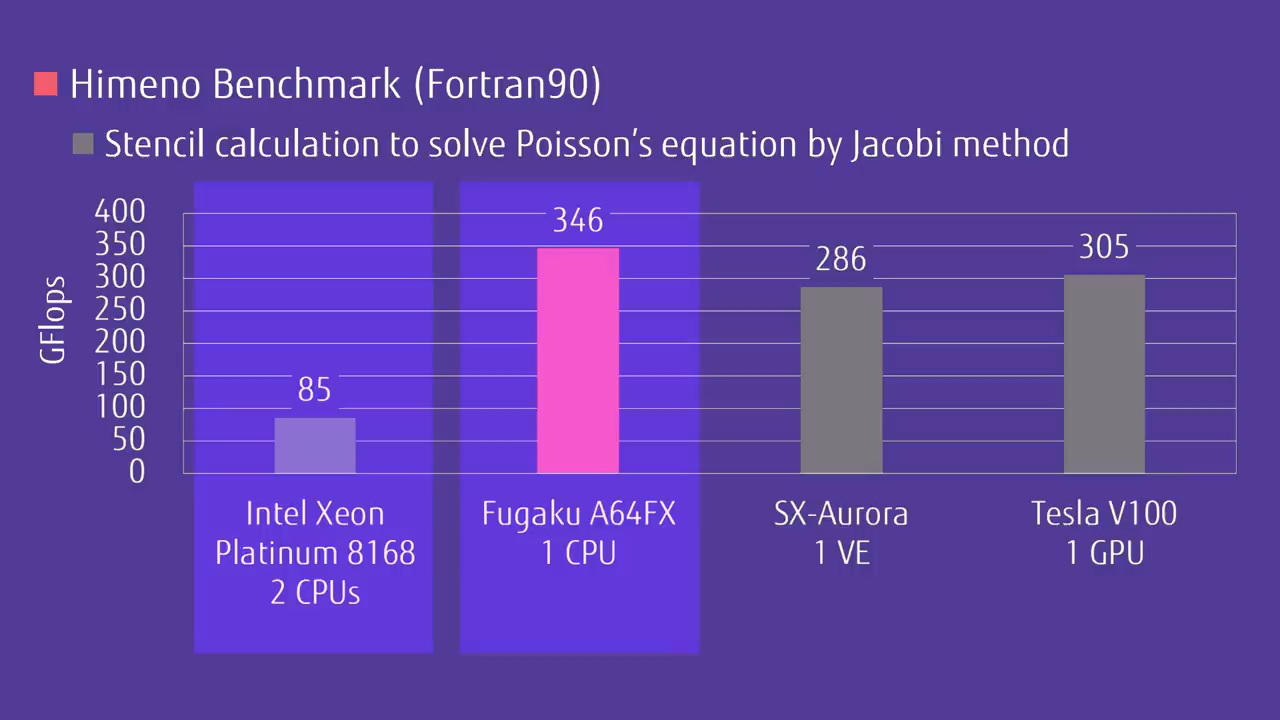 Himeno Benchmark (Fortran90)
Stencil calculation to solve Poisson's equation by Jacobi method
GFlops
400
350
300
250
200
150
100
50
0
85
346
286
305
Intel Xeon
Platinum 8168
2 CPUs
Fugaku A64FX
1 CPU
SX-Aurora
1 VE
Tesla V100
1 GPU